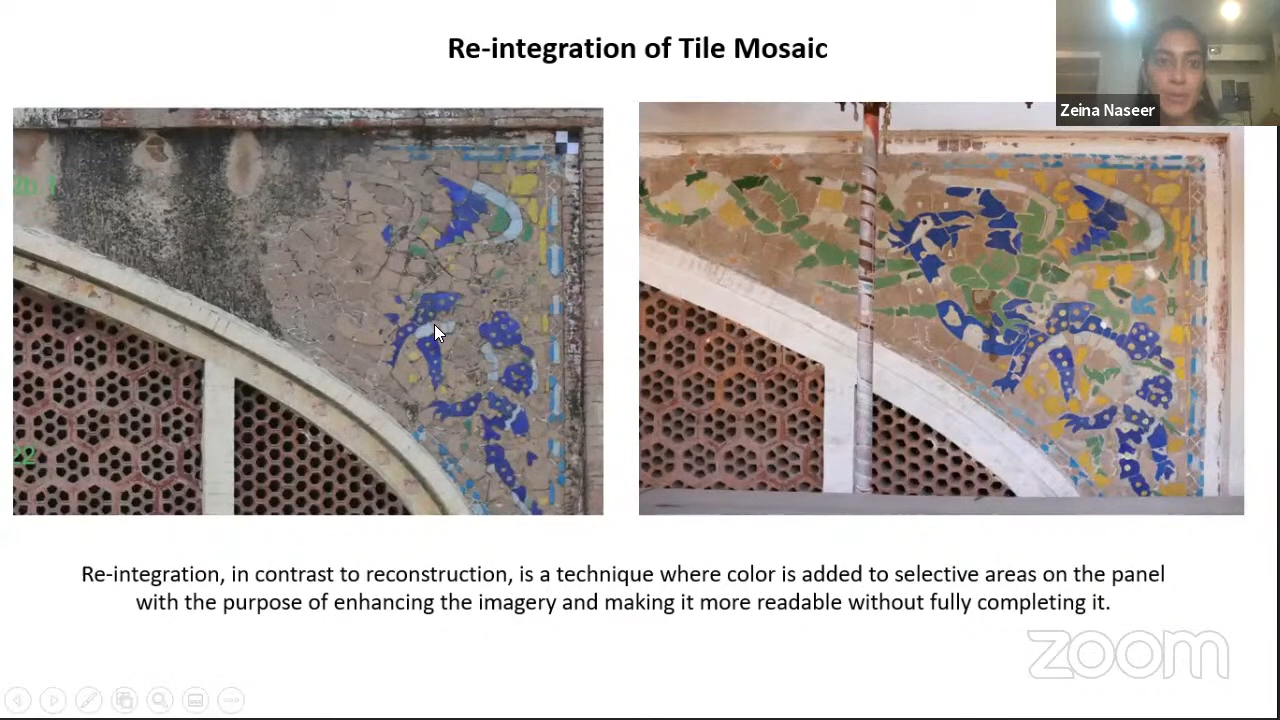 Re-integration of Tile Mosaic
Zeina Naseer
22
Re-integration, in contrast to reconstruction, is a technique where color is added to selective areas on the panel
with the purpose of enhancing the imagery and making it more readable without fully completing it.
zoom